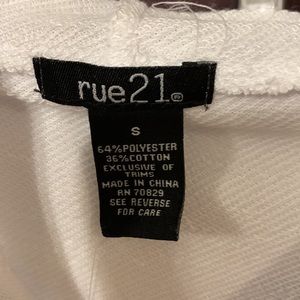 rue21®
S
64%POLYESTER
36%COTTON
EXCLUSIVE OF
TRIMS
MADE IN CHINA
RN 70829
SEE REVERSE
FOR CARE